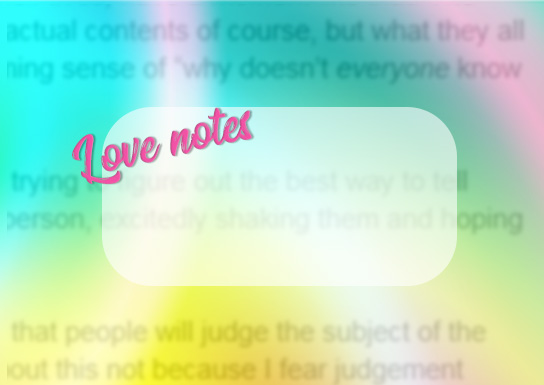 actual contents of course, but what they all
ning sense of "why doesn't everyone know
Love notes
trying to figure out the best way to tell
person, excitedly shaking them and hoping
that people will judge the subject of the
out this not because I fear judgement